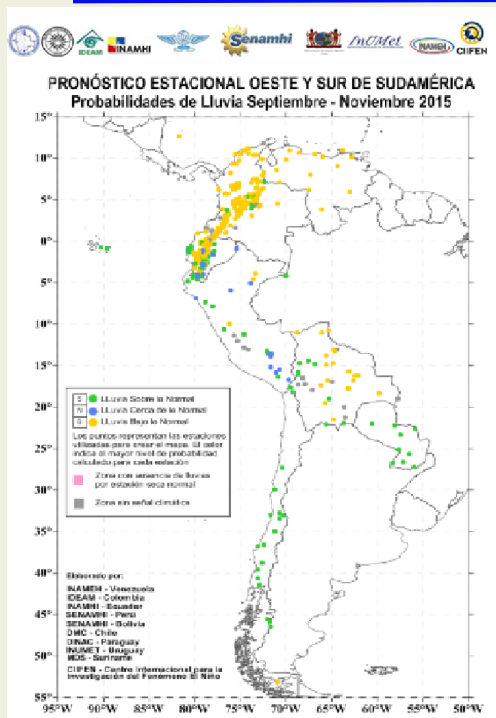 IDEAM
INAMHI
Senamhi
InUMet
INAMEH
CIIFEN
PRONÓSTICO ESTACIONAL OESTE Y SUR DE SUDAMÉRICA
Probabilidades de Lluvia Septiembre - Noviembre 2015
15°
10°
5°
0°
5°
10°
15°
20°
25°
30°
35°
40°
45°
50°
55°
95°W 90°W 85°W 80°W 75°W 70°W 65°W 60°W 55°W 50°W
S LLuvia Sobre lo Normal
N LLuvia Cerca de lo Normal
B LLuvia Bajo lo Normal
Los puntos representan las estaciones
utilizadas para crear el mapa. El color
indica el mayor nivel de probabilidad
calculado para cada estación
Zona con ausencia de lluvias
por estación seca normal
Zona sin señal climática
Elaborado por:
INAMEH - Venezuela
IDEAM - Colombia
INAMHI - Ecuador
SENAMHI - Perú
SENAMHI - Bolivia
DMC - Chile
DINAC - Paraguay
INUMET - Uruguay
MDS - Suriname
CIIFEN - Centro Internacional para la
Investigación del Fenómeno El Niño